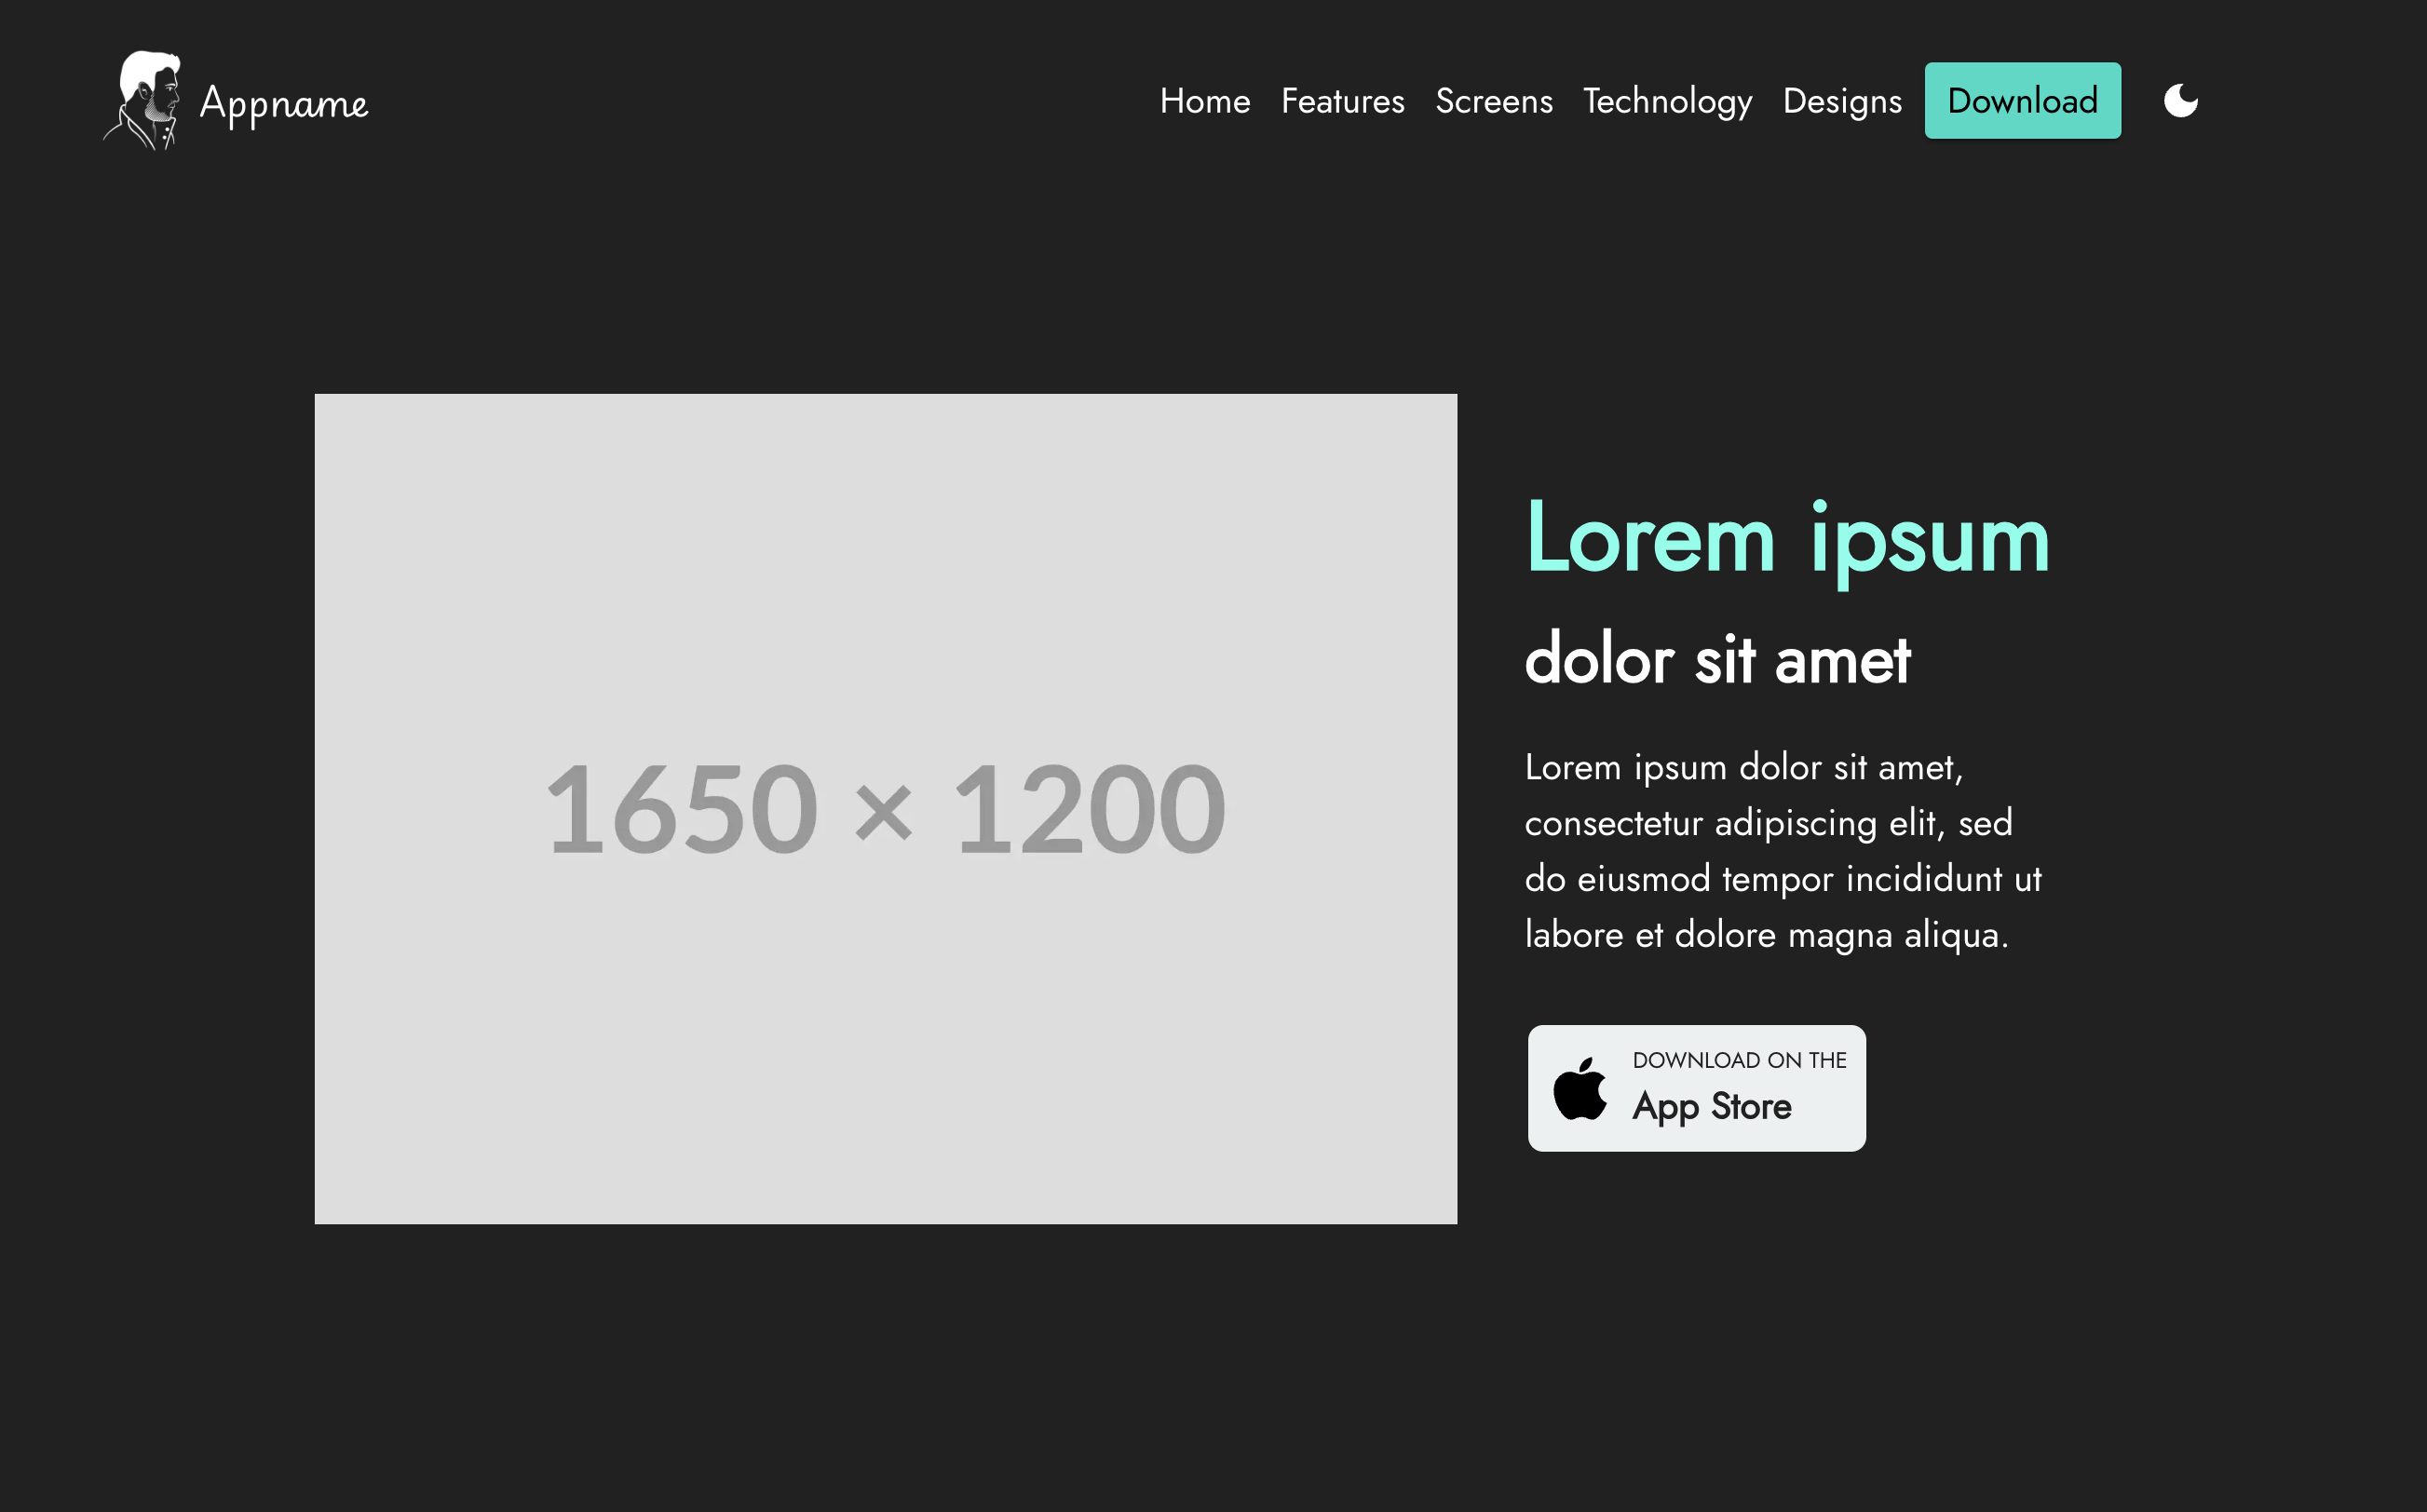 Appname
Home Features Screens Technology Designs Download
1650 × 1200
Lorem ipsum
dolor sit amet
Lorem ipsum dolor sit amet,
consectetur adipiscing elit, sed
do eiusmod tempor incididunt ut
labore et dolore magna aliqua.
DOWNLOAD ON THE
App Store